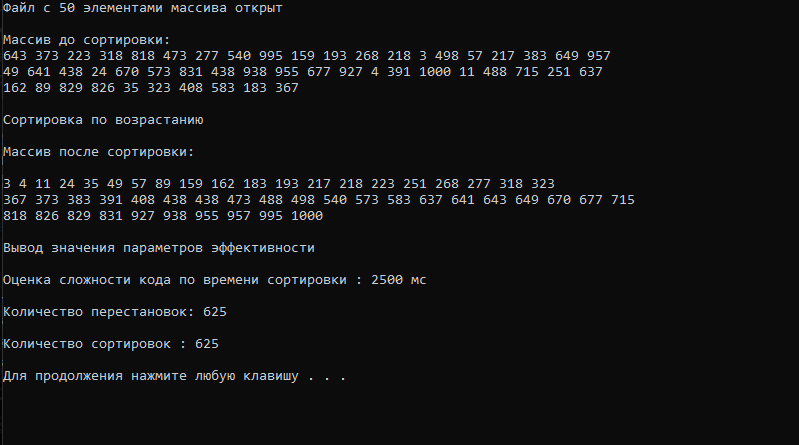 Файл с 50 элементами массива открыт
Массив до сортировки:
643 373 223 318 818 473 277 540 995 159 193 268 218 3 498 57 217 383 649 957
49 641 438 24 670 573 831 438 938 955 677 927 4 391 1000 11 488 715 251 637
162 89 829 826 35 323 408 583 183 367
Сортировка по возрастанию
Массив после сортировки:
3 4 11 24 35 49 57 89 159 162 183 193 217 218 223 251 268 277 318 323
367 373 383 391 408 438 438 473 488 498 540 573 583 637 641 643 649 670 677 715
818 826 829 831 927 938 955 957 995 1000
Вывод значения параметров эффективности
Оценка сложности кода по времени сортировки : 2500 мс
Количество перестановок: 625
Количество сортировок : 625
Для продолжения нажмите любую клавишу . . .